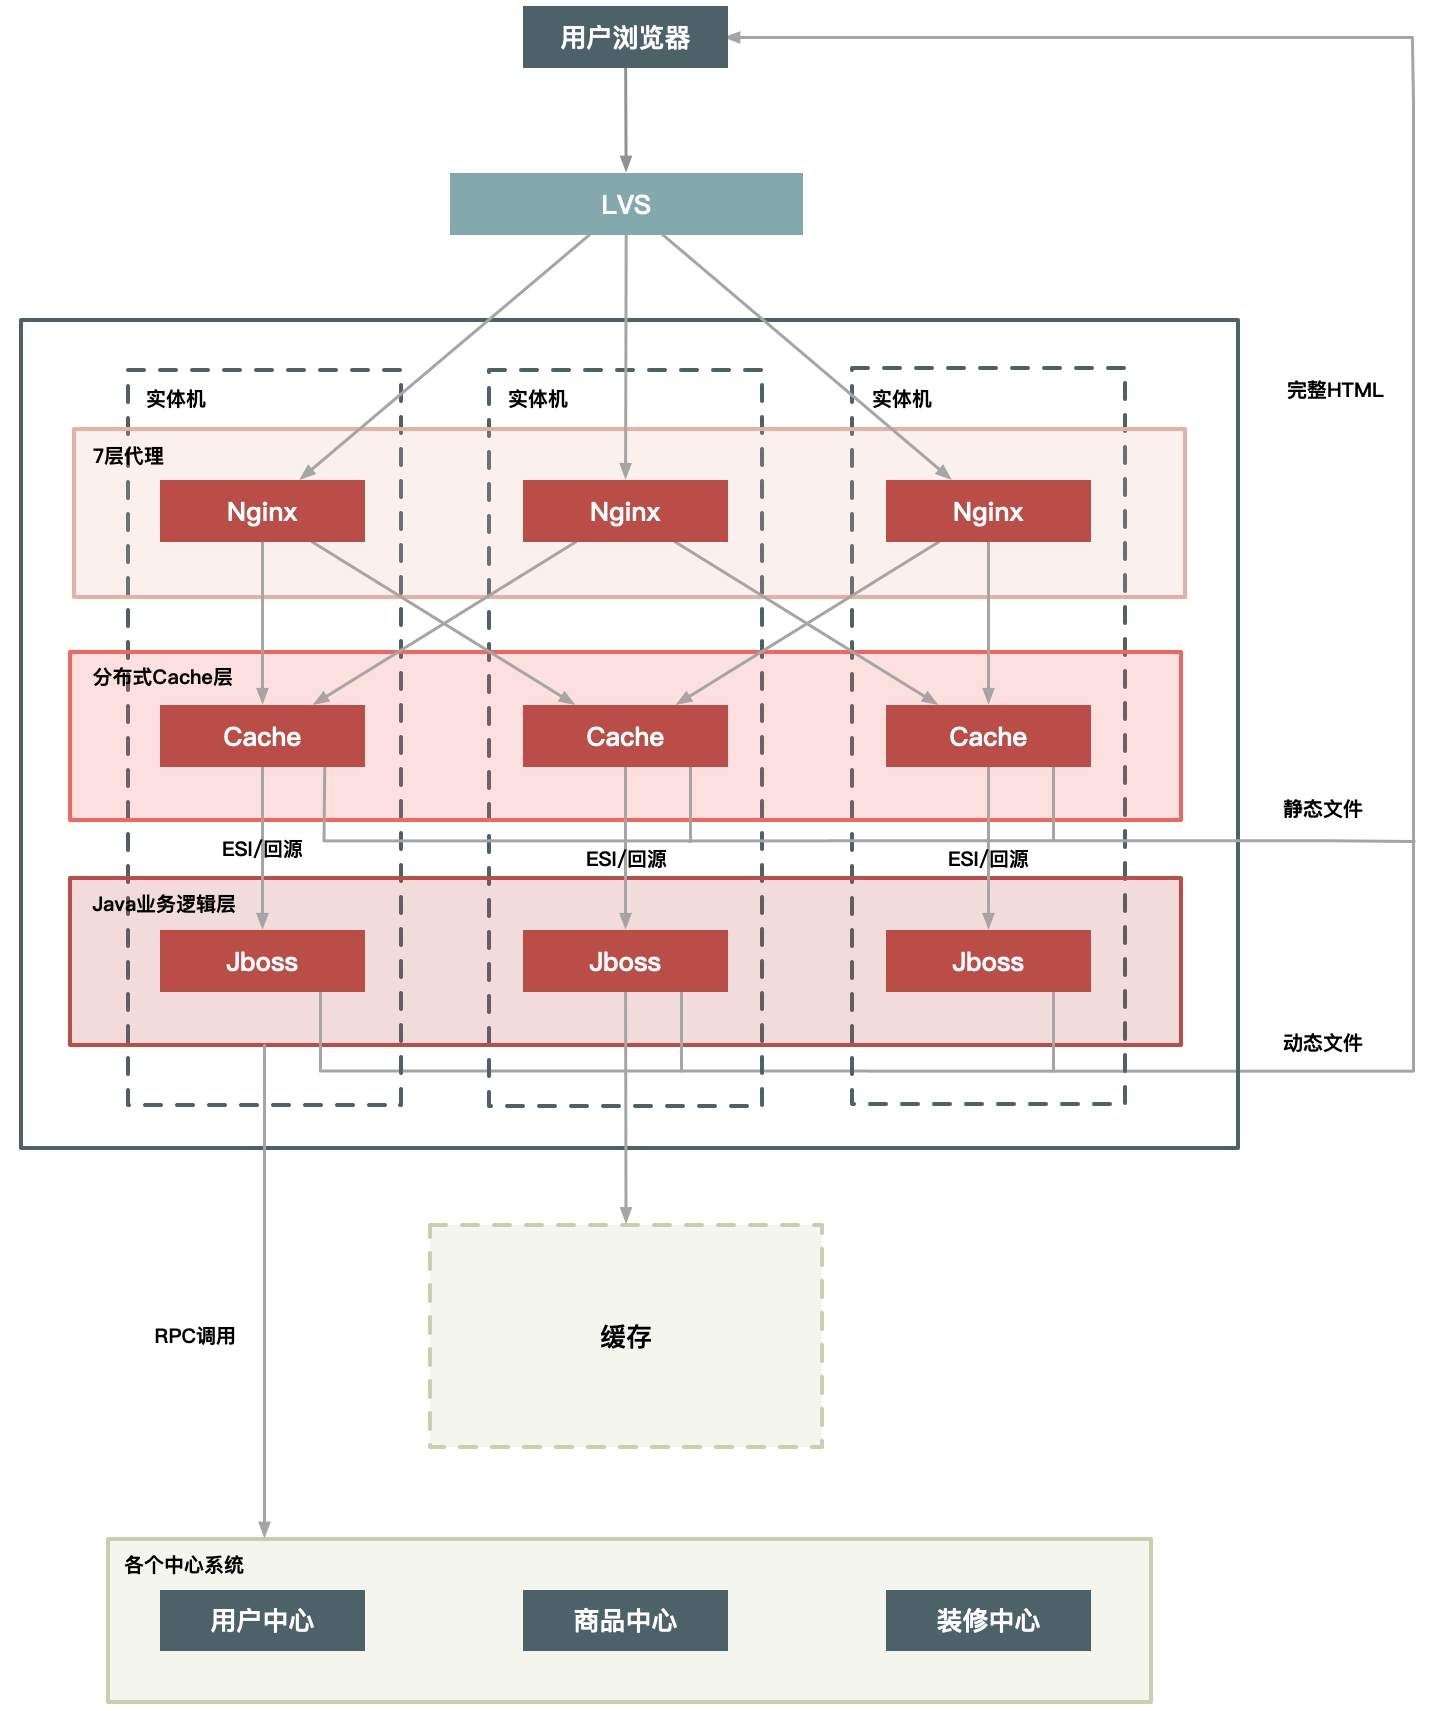 用户浏览器
LVS
完整HTML
实体机
实体机
实体机
7层代理
Nginx
Nginx
Nginx
分布式Cache层
Cache
Cache
Cache
静态文件
ESI/回源
ESI/回源
ESI/回源
Java业务逻辑层
Jboss
Jboss
Jboss
动态文件
缓存
RPC调用
各个中心系统
用户中心
商品中心
装修中心